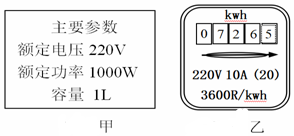 主要参数
额定电压 220V
额定功率 1000W
容量 1L
甲
kwh
0 7 2 6 5
220V 10A (20)
3600R/kwh
乙